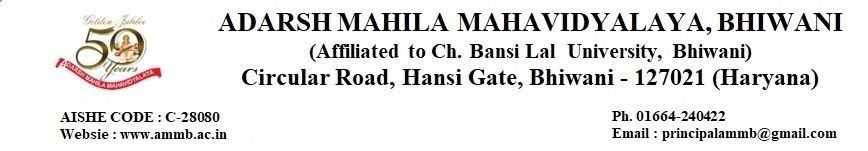 Golden Jubilee
50
Years
ADARSH MAHILA MAHAVIDYALAYA
ADARSH MAHILA MAHAVIDYALAYA, BHIWANI
(Affiliated to Ch. Bansi Lal University, Bhiwani)
Circular Road, Hansi Gate, Bhiwani - 127021 (Haryana)
AISHE CODE : C-28080
Websie : www.ammb.ac.in
Ph. 01664-240422
Email : principalammb@gmail.com